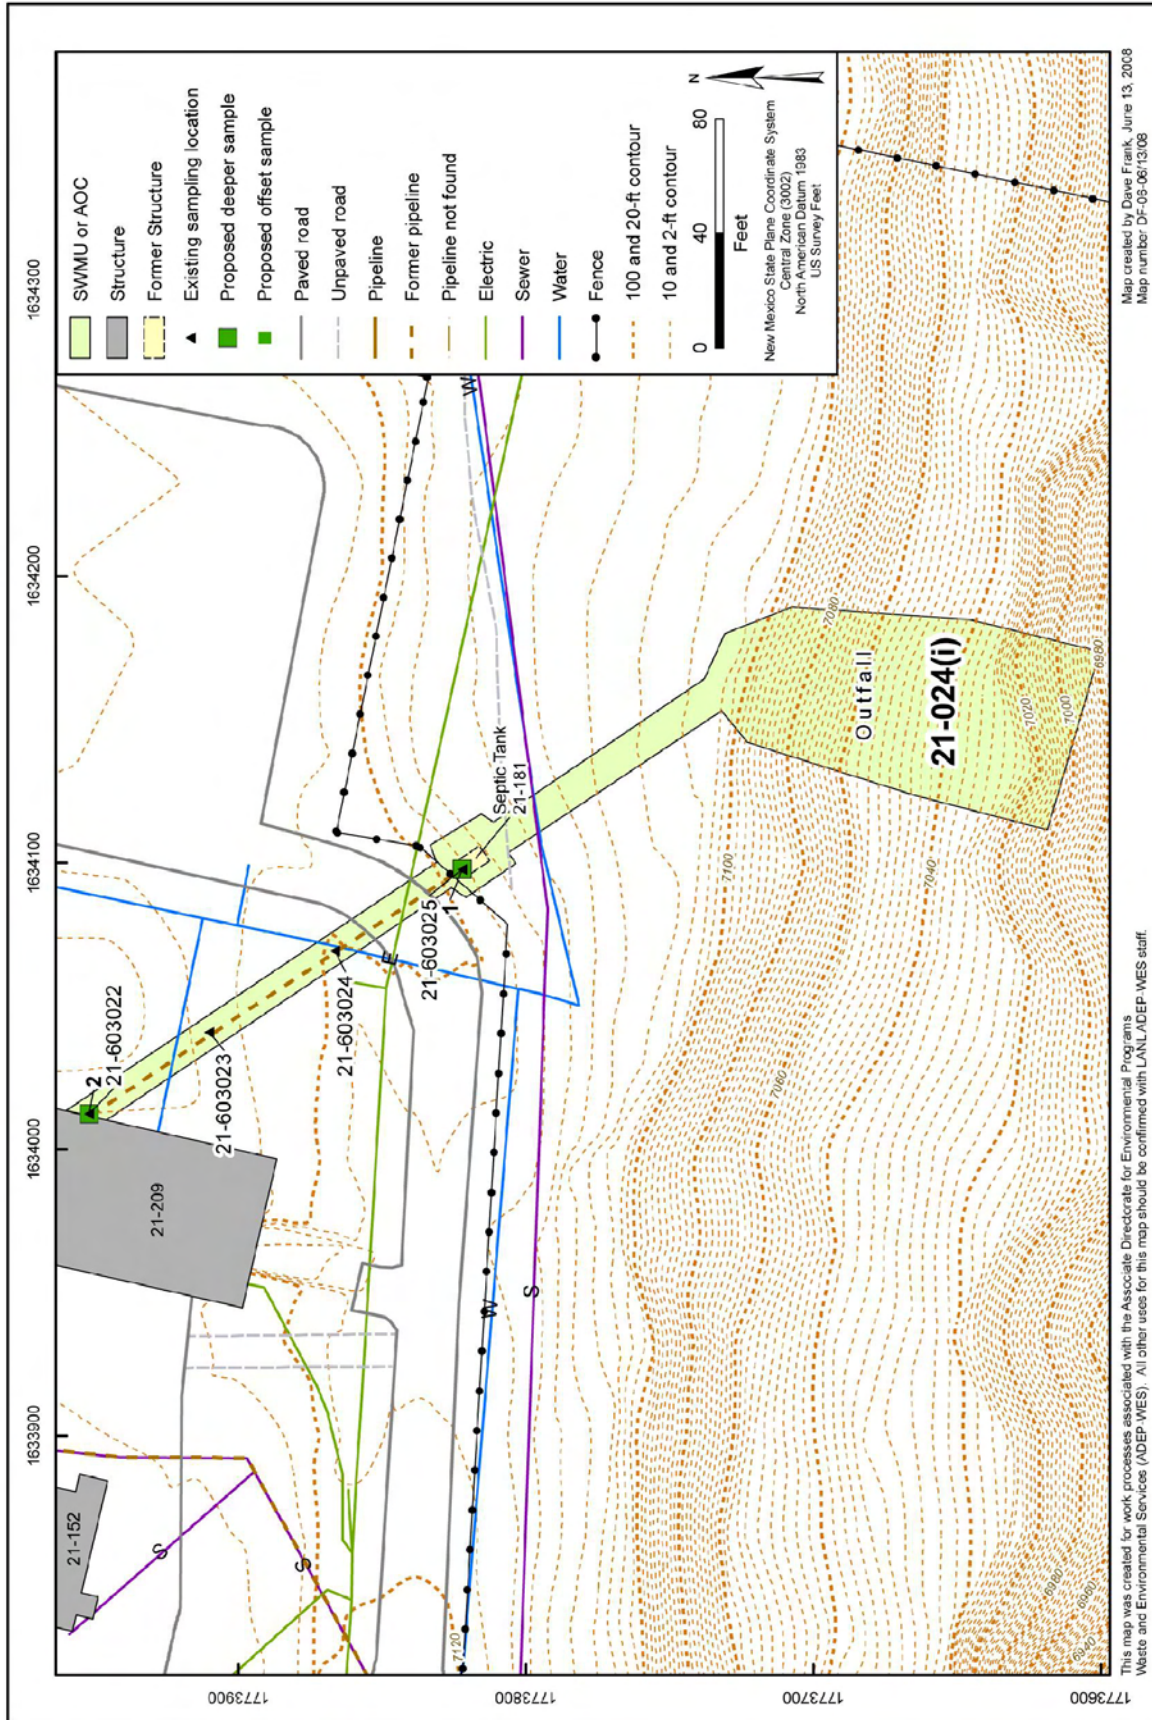 1633900
1634000
1634100
1634200
1634300
1773900
1773800
1773700
1773600
SWMU or AOC
Structure
Former Structure
Existing sampling location
Proposed deeper sample
Proposed offset sample
Paved road
Unpaved road
Pipeline
Former pipeline
Pipeline not found
Electric
Sewer
Water
Fence
100 and 20-ft contour
10 and 2-ft contour
N
0
40
80
Feet
New Mexico State Plane Coordinate System
Central Zone (3002)
North American Datum 1983
US Survey Feet
21-152
21-209
2
21-603022
21-603023
21-603024
21-603025
1
Septic Tank
21-181
Outfall
21-024(i)
S
S
E
W
W
S
7120
7100
7080
7060
7040
7020
7000
6980
6980
6960
6940
This map was created for work processes associated with the Associate Directorate for Environmental Programs
Waste and Environmental Services (ADEP-WES). All other uses for this map should be confirmed with LANL ADEP-WES staff.
Map created by Dave Frank, June 13, 2008
Map number DF-06-06/13/08